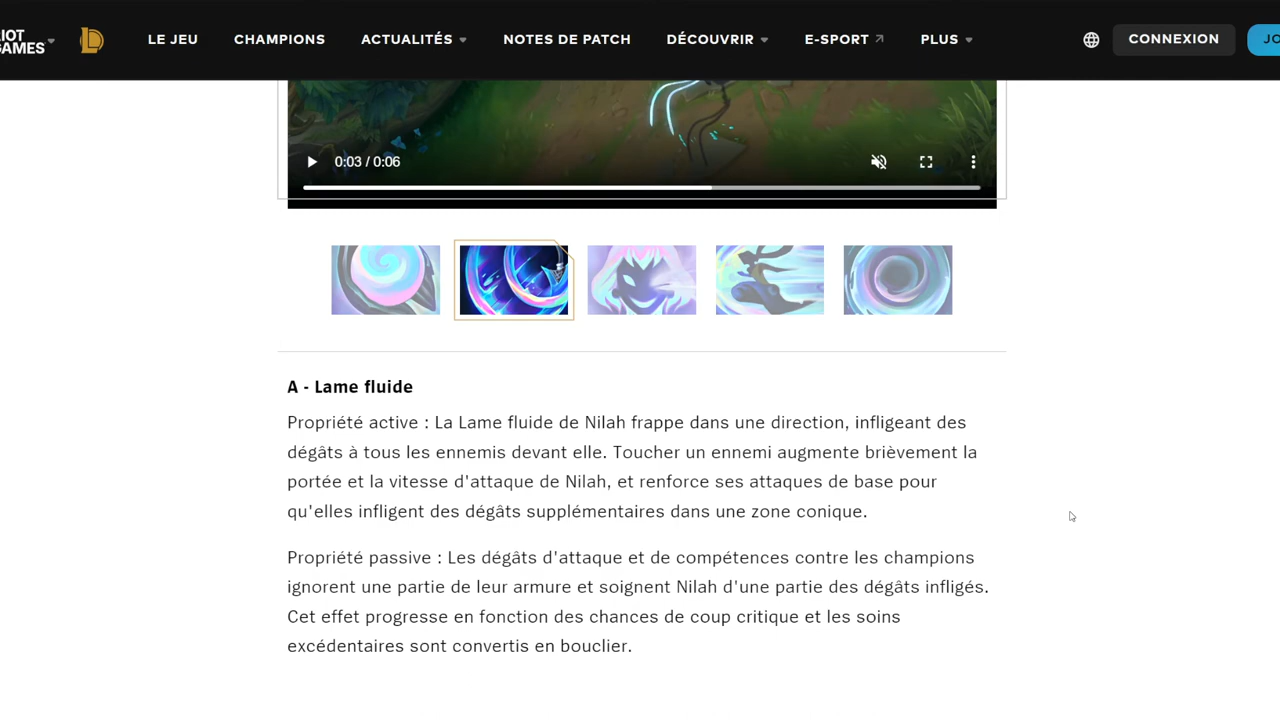 IOT
GAMES
LE JEU
CHAMPIONS
ACTUALITÉS
NOTES DE PATCH
DÉCOUVRIR
E-SPORT
PLUS
CONNEXION
JO
0:03 / 0:06
A - Lame fluide
Propriété active : La Lame fluide de Nilah frappe dans une direction, infligeant des
dégâts à tous les ennemis devant elle. Toucher un ennemi augmente brièvement la
portée et la vitesse d'attaque de Nilah, et renforce ses attaques de base pour
qu'elles infligent des dégâts supplémentaires dans une zone conique.
Propriété passive : Les dégâts d'attaque et de compétences contre les champions
ignorent une partie de leur armure et soignent Nilah d'une partie des dégâts infligés.
Cet effet progresse en fonction des chances de coup critique et les soins
excédentaires sont convertis en bouclier.